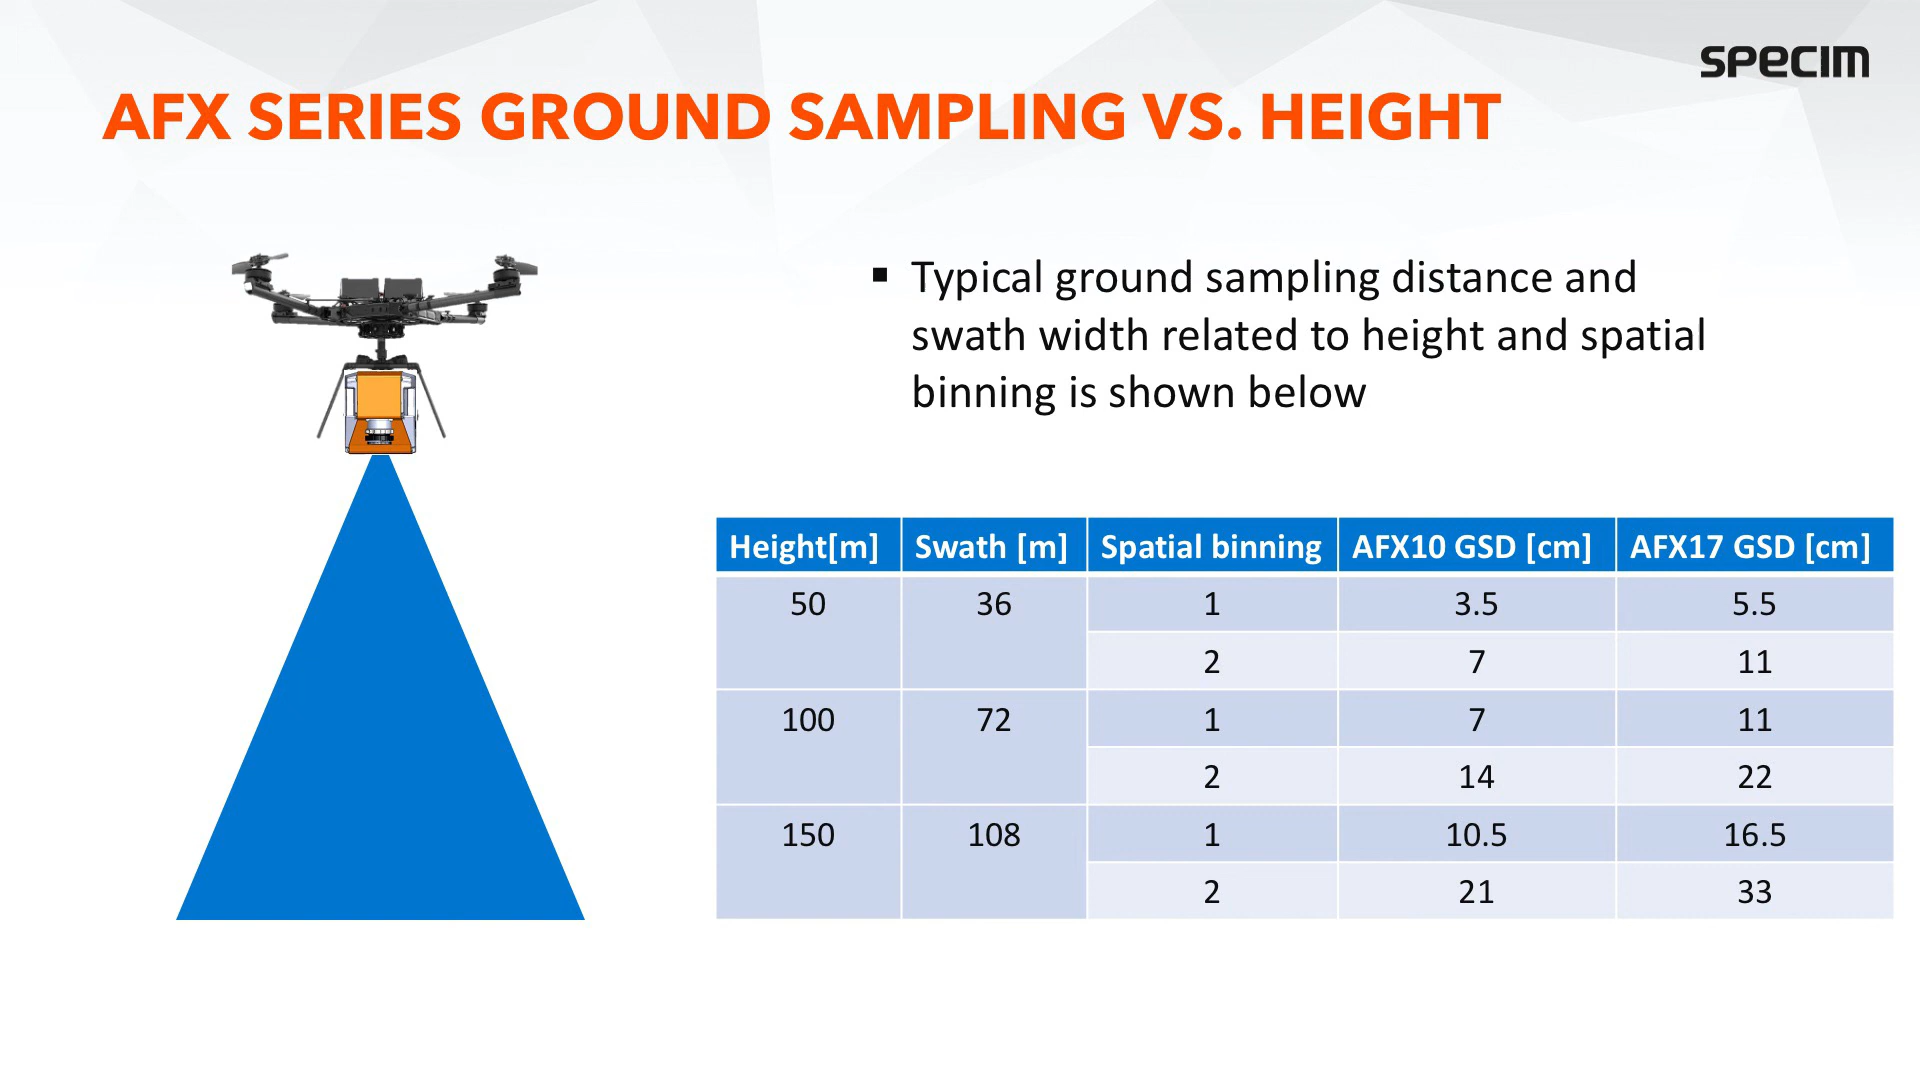 SPECIM
AFX SERIES GROUND SAMPLING VS. HEIGHT
▪ Typical ground sampling distance and
swath width related to height and spatial
binning is shown below
Height[m] Swath [m] Spatial binning AFX10 GSD [cm] AFX17 GSD [cm]
50 36 1 3.5 5.5
2 7 11
100 72 1 7 11
2 14 22
150 108 1 10.5 16.5
2 21 33